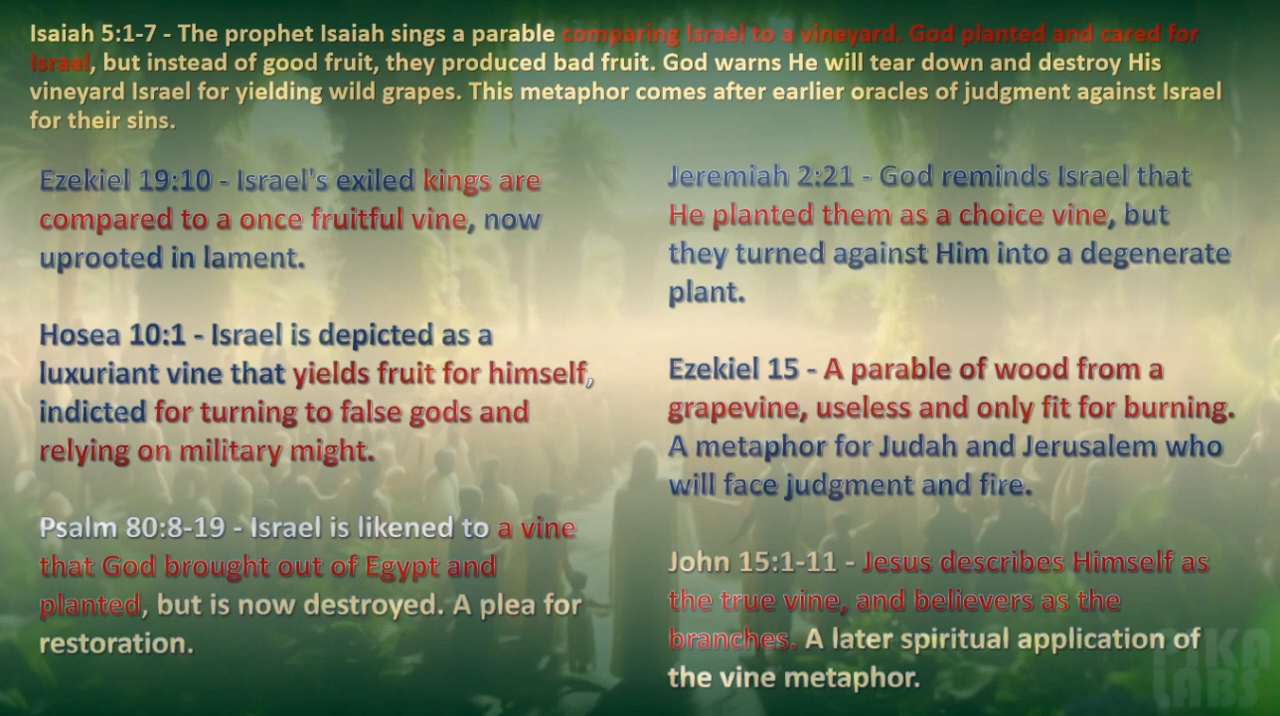 Isaiah 5:1-7 - The prophet Isaiah sings a parable comparing Israel to a vineyard. God planted and cared for
Israel, but instead of good fruit, they produced bad fruit. God warns He will tear down and destroy His
vineyard Israel for yielding wild grapes. This metaphor comes after earlier oracles of judgment against Israel
for their sins.
Ezekiel 19:10 - Israel's exiled kings are
compared to a once fruitful vine, now
uprooted in lament.
Hosea 10:1 - Israel is depicted as a
luxuriant vine that yields fruit for himself,
indicted for turning to false gods and
relying on military might.
Psalm 80:8-19 - Israel is likened to a vine
that God brought out of Egypt and
planted, but is now destroyed. A plea for
restoration.
Jeremiah 2:21 - God reminds Israel that
He planted them as a choice vine, but
they turned against Him into a degenerate
plant.
Ezekiel 15 - A parable of wood from a
grapevine, useless and only fit for burning.
A metaphor for Judah and Jerusalem who
will face judgment and fire.
John 15:1-11 - Jesus describes Himself as
the true vine, and believers as the
branches. A later spiritual application of
the vine metaphor.
LABS